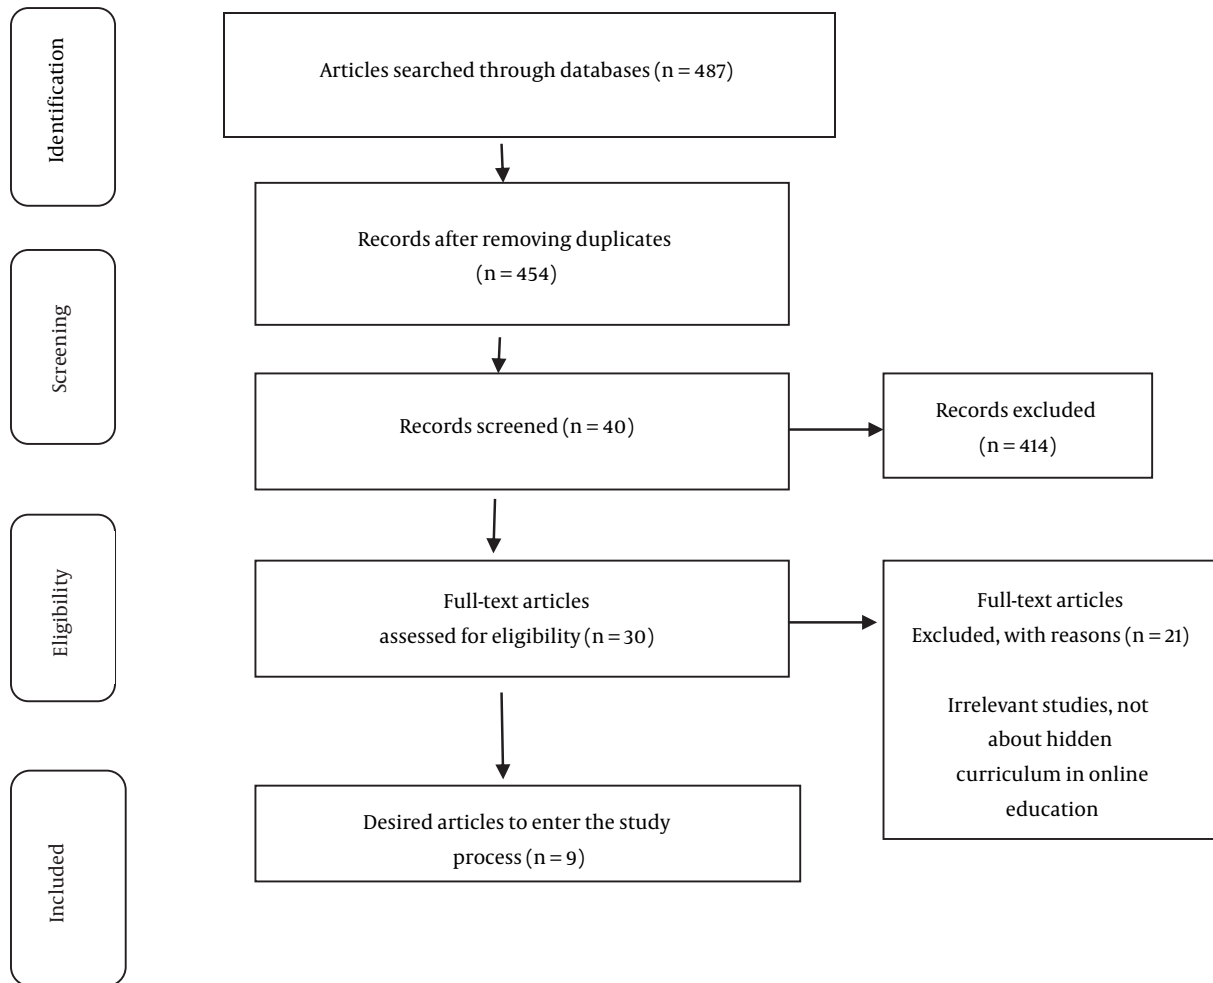 Identification
Articles searched through databases (n = 487)
Records after removing duplicates
(n = 454)
Screening
Records screened (n = 40)
Records excluded
(n = 414)
Eligibility
Full-text articles
assessed for eligibility (n = 30)
Full-text articles
Excluded, with reasons (n = 21)
Irrelevant studies, not
about hidden
curriculum in online
education
Included
Desired articles to enter the study
process (n = 9)